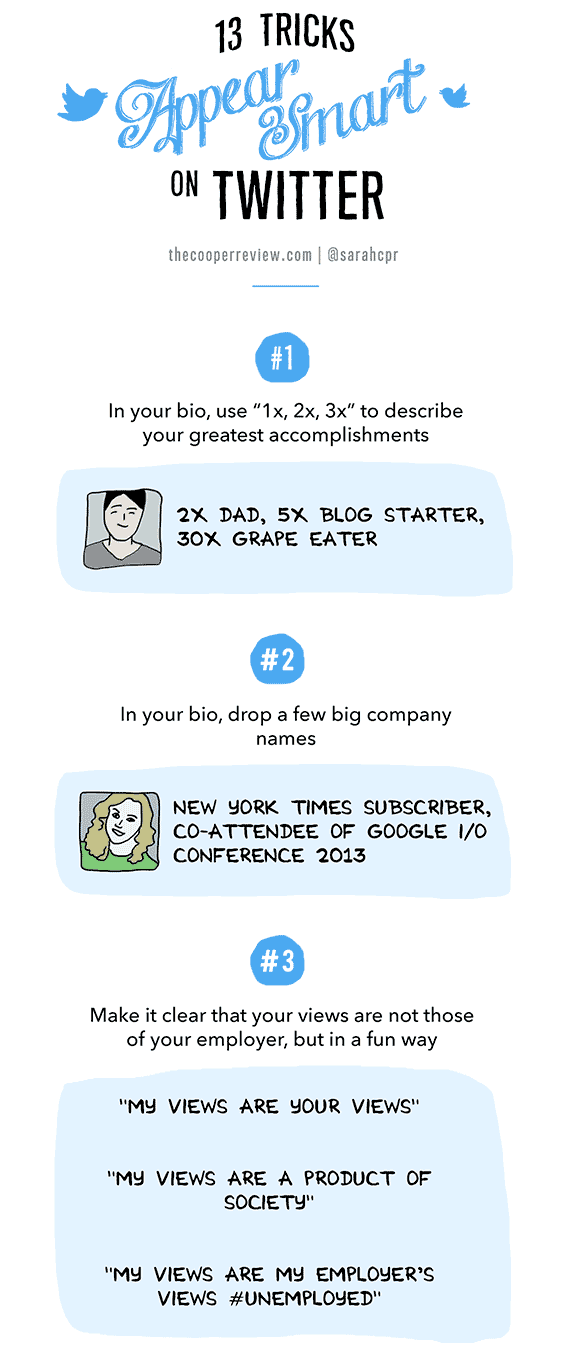 13 TRICKS
Appear
Smart
ON TWITTER
thecooperreview.com | @sarahcpr
#1
In your bio, use “1x, 2x, 3x” to describe
your greatest accomplishments
2X DAD, 5X BLOG STARTER,
30X GRAPE EATER
#2
In your bio, drop a few big company
names
NEW YORK TIMES SUBSCRIBER,
CO-ATTENDEE OF GOOGLE I/O
CONFERENCE 2013
#3
Make it clear that your views are not those
of your employer, but in a fun way
"MY VIEWS ARE YOUR VIEWS"
"MY VIEWS ARE A PRODUCT OF
SOCIETY"
"MY VIEWS ARE MY EMPLOYER'S
VIEWS #UNEMPLOYED"